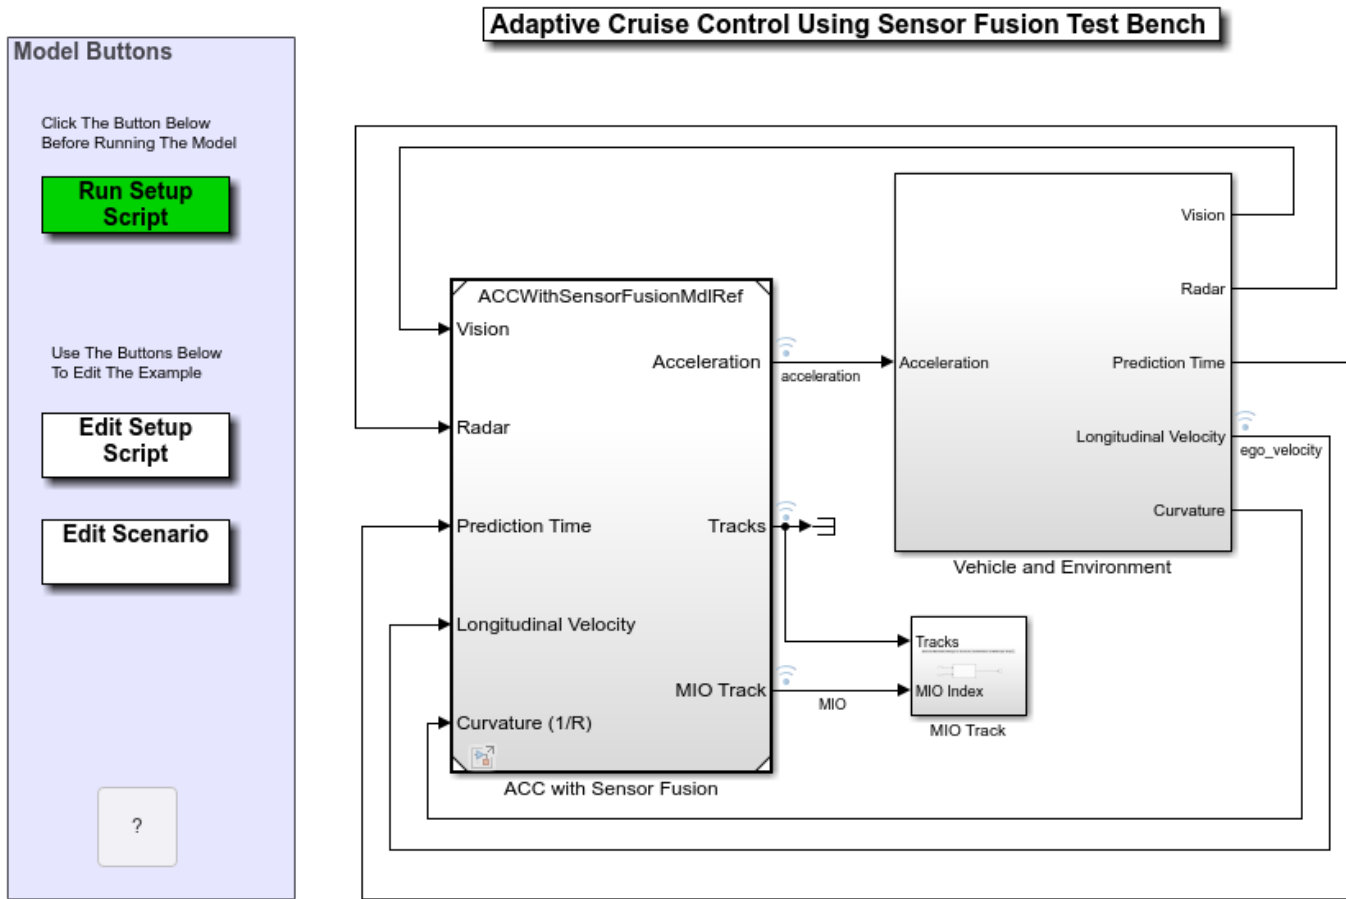 Adaptive Cruise Control Using Sensor Fusion Test Bench
Model Buttons
Click The Button Below
Before Running The Model
Run Setup
Script
Use The Buttons Below
To Edit The Example
Edit Setup
Script
Edit Scenario
?
ACCWithSensorFusionMdlRef
Vision
Radar
Prediction Time
Longitudinal Velocity
Curvature (1/R)
Acceleration
Tracks
MIO Track
ACC with Sensor Fusion
acceleration
MIO
Acceleration
Vision
Radar
Prediction Time
Longitudinal Velocity
Curvature
Vehicle and Environment
ego_velocity
Tracks
MIO Index
MIO Track